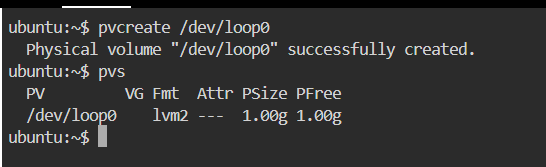 ubuntu:~$ pvcreate /dev/loop0
  Physical volume "/dev/loop0" successfully created.
ubuntu:~$ pvs
  PV         VG Fmt  Attr PSize PFree
  /dev/loop0    lvm2 ---  1.00g 1.00g
ubuntu:~$